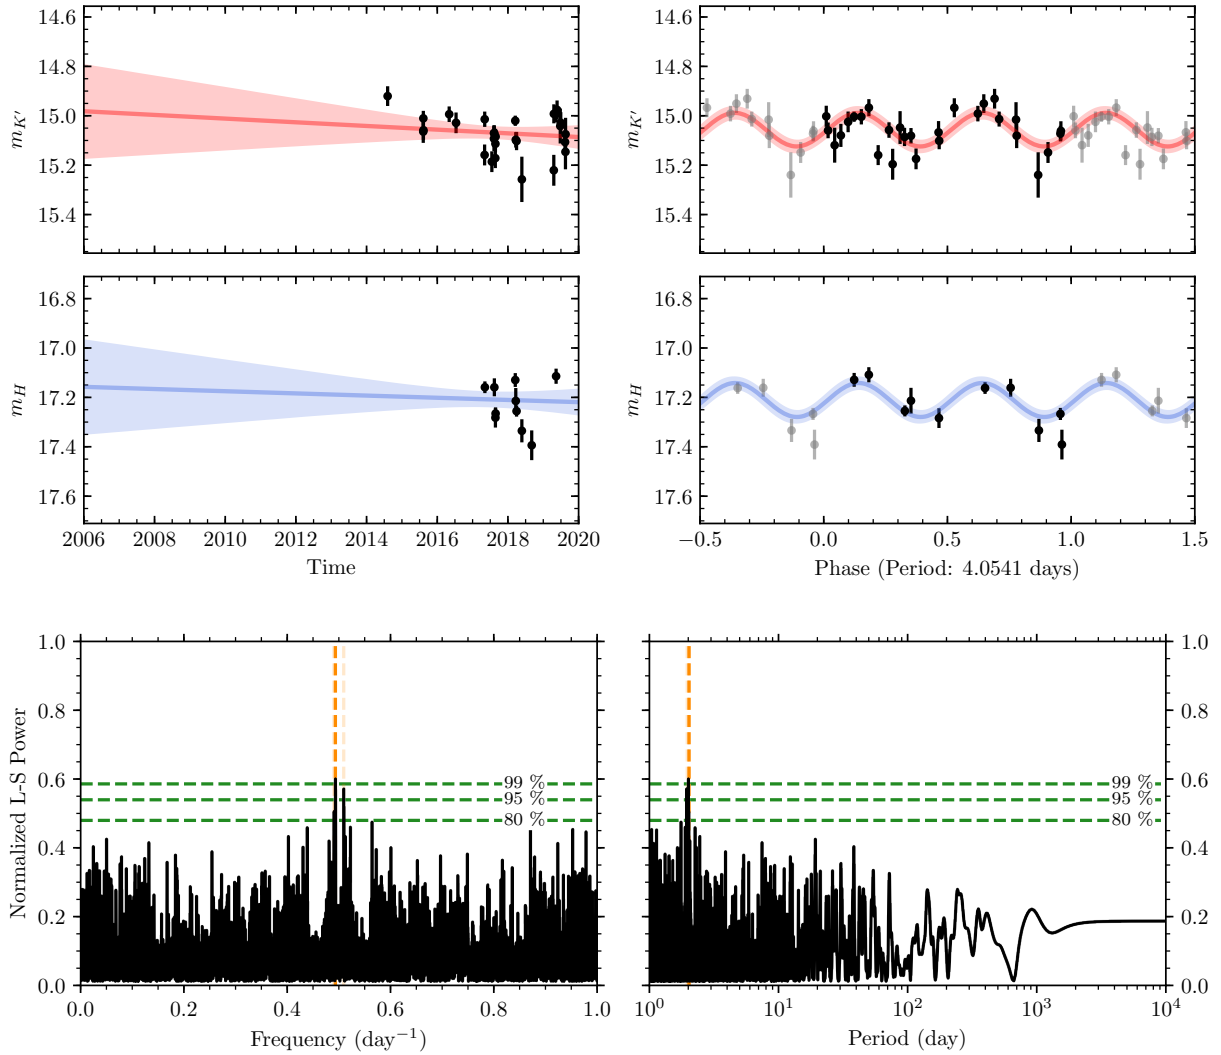 14.6
14.8
15.0
15.2
15.4
m_{K′}
14.6
14.8
15.0
15.2
15.4
m_{K′}
16.8
17.0
17.2
17.4
17.6
m_H
2006 2008 2010 2012 2014 2016 2018 2020
Time
16.8
17.0
17.2
17.4
17.6
m_H
−0.5 0.0 0.5 1.0 1.5
Phase (Period: 4.0541 days)
1.0
0.8
0.6
0.4
0.2
0.0
Normalized L-S Power
99 %
95 %
80 %
0.0 0.2 0.4 0.6 0.8 1.0
Frequency (day⁻¹)
99 %
95 %
80 %
1.0
0.8
0.6
0.4
0.2
0.0
10⁰ 10¹ 10² 10³ 10⁴
Period (day)